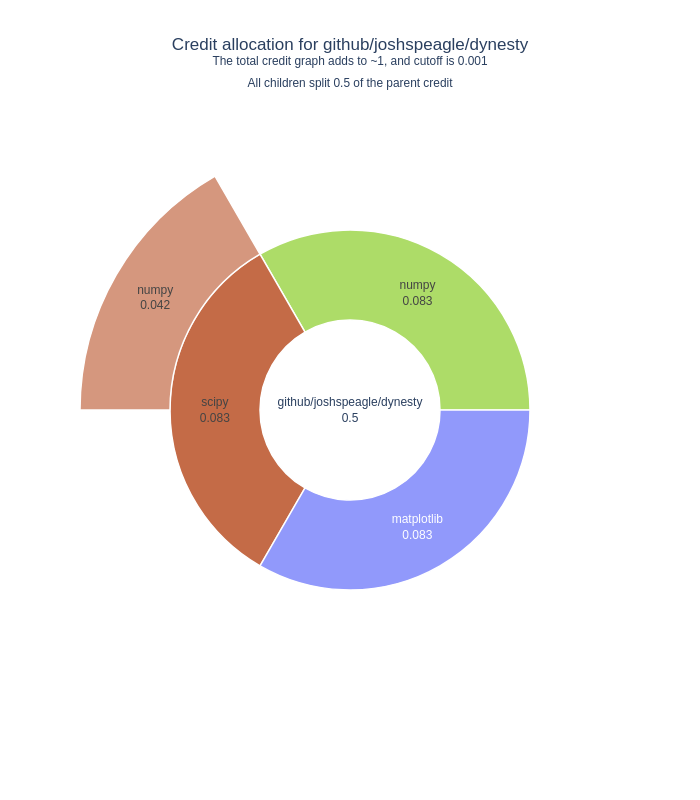 Credit allocation for github/joshspeagle/dynesty
The total credit graph adds to ~1, and cutoff is 0.001
All children split 0.5 of the parent credit
numpy
0.083
numpy
0.042
scipy
0.083
github/joshspeagle/dynesty
0.5
matplotlib
0.083